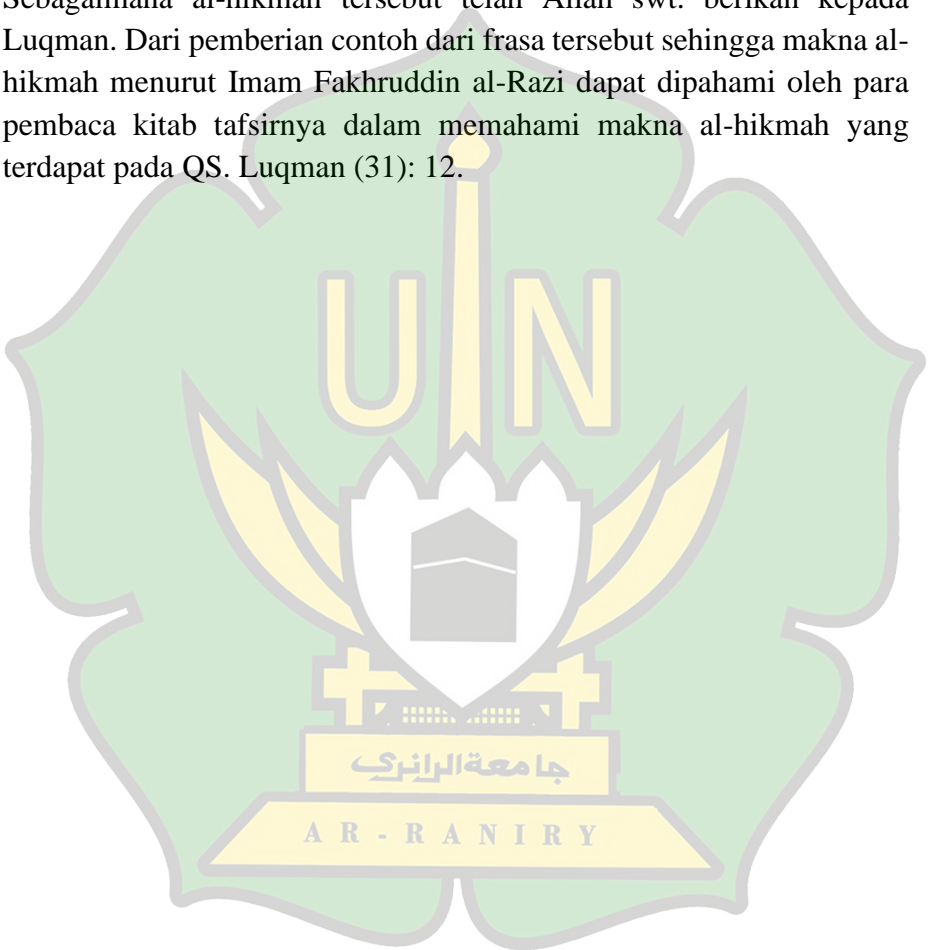 Sebagaimana al-hikmah tersebut telah Allah swt. berikan kepada
Luqman. Dari pemberian contoh dari frasa tersebut sehingga makna al-
hikmah menurut Imam Fakhruddin al-Razi dapat dipahami oleh para
pembaca kitab tafsirnya dalam memahami makna al-hikmah yang
terdapat pada QS. Luqman (31): 12.
UIN
جامعةالرانري
AR-RANIRY